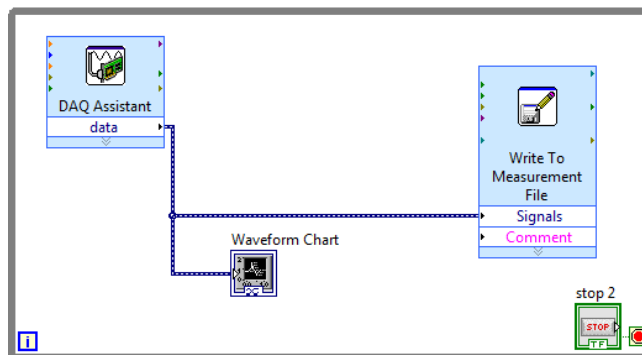 DAQ Assistant
data
Write To
Measurement
File
Signals
Comment
Waveform Chart
stop 2
STOP
TF
i